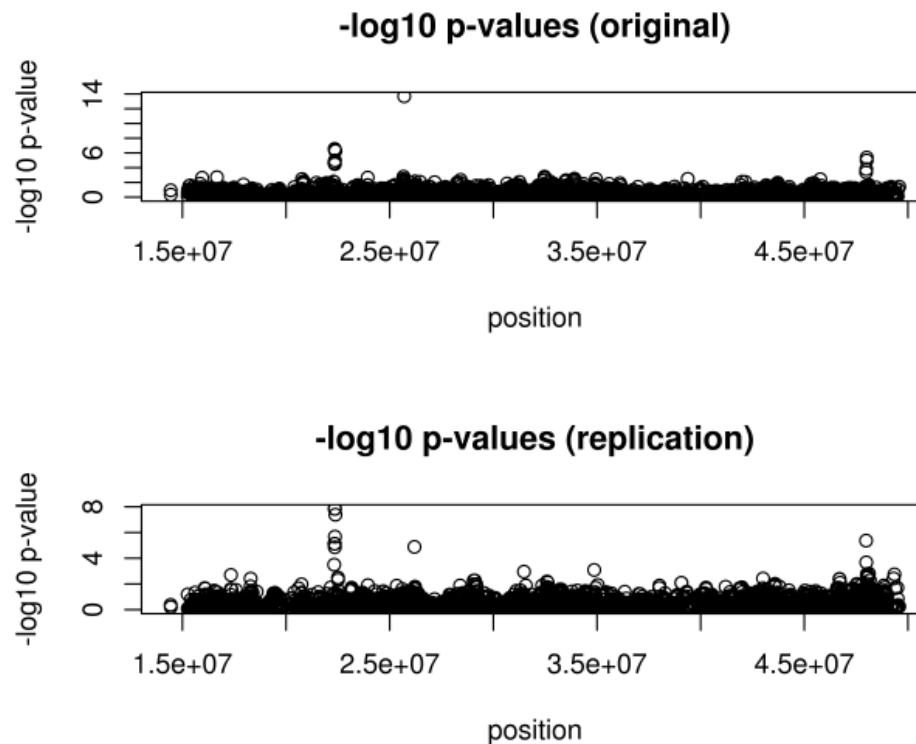 -log10 p-values (original)
-log10 p-value
14
6
0
1.5e+07 2.5e+07 3.5e+07 4.5e+07
position
-log10 p-values (replication)
-log10 p-value
8
4
0
1.5e+07 2.5e+07 3.5e+07 4.5e+07
position